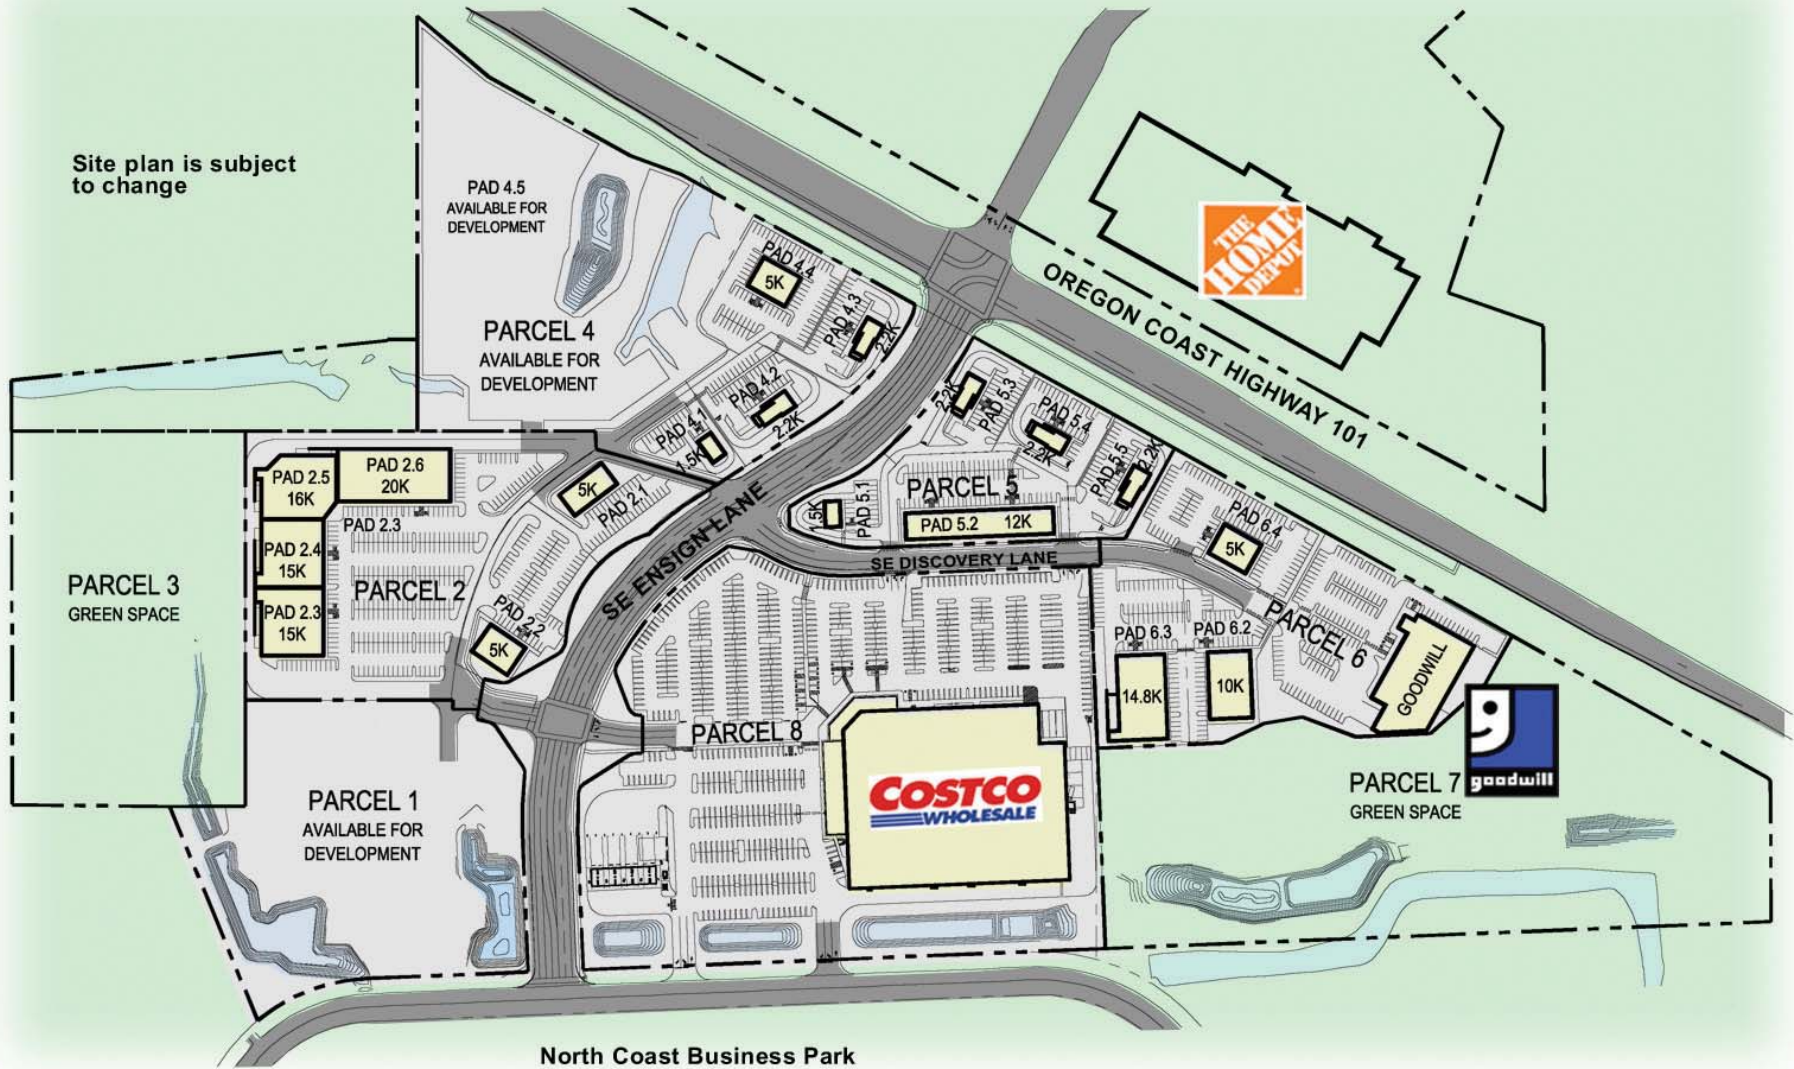 Site plan is subject
to change
PAD 4.5
AVAILABLE FOR
DEVELOPMENT
PARCEL 4
AVAILABLE FOR
DEVELOPMENT
PAD 4.4
5K
PAD 4.3
2.2K
PAD 4.2
2.2K
PAD 4.1
1.5K
THE
HOME
DEPOT
OREGON COAST HIGHWAY 101
PAD 2.5
16K
PAD 2.6
20K
PAD 2.3
PAD 2.4
15K
PAD 2.3
15K
PARCEL 2
5K
PAD 2.1
PAD 2.2
5K
PARCEL 3
GREEN SPACE
SE ENSIGN LANE
2.2K
PAD 5.3
PAD 5.4
2.2K
PAD 5.5
2.2K
PARCEL 5
1.5K
PAD 5.1
PAD 5.2 12K
SE DISCOVERY LANE
PAD 6.4
5K
PARCEL 6
PAD 6.3
14.8K
PAD 6.2
10K
GOODWILL
goodwill
PARCEL 8
COSTCO
WHOLESALE
PARCEL 7
GREEN SPACE
PARCEL 1
AVAILABLE FOR
DEVELOPMENT
North Coast Business Park